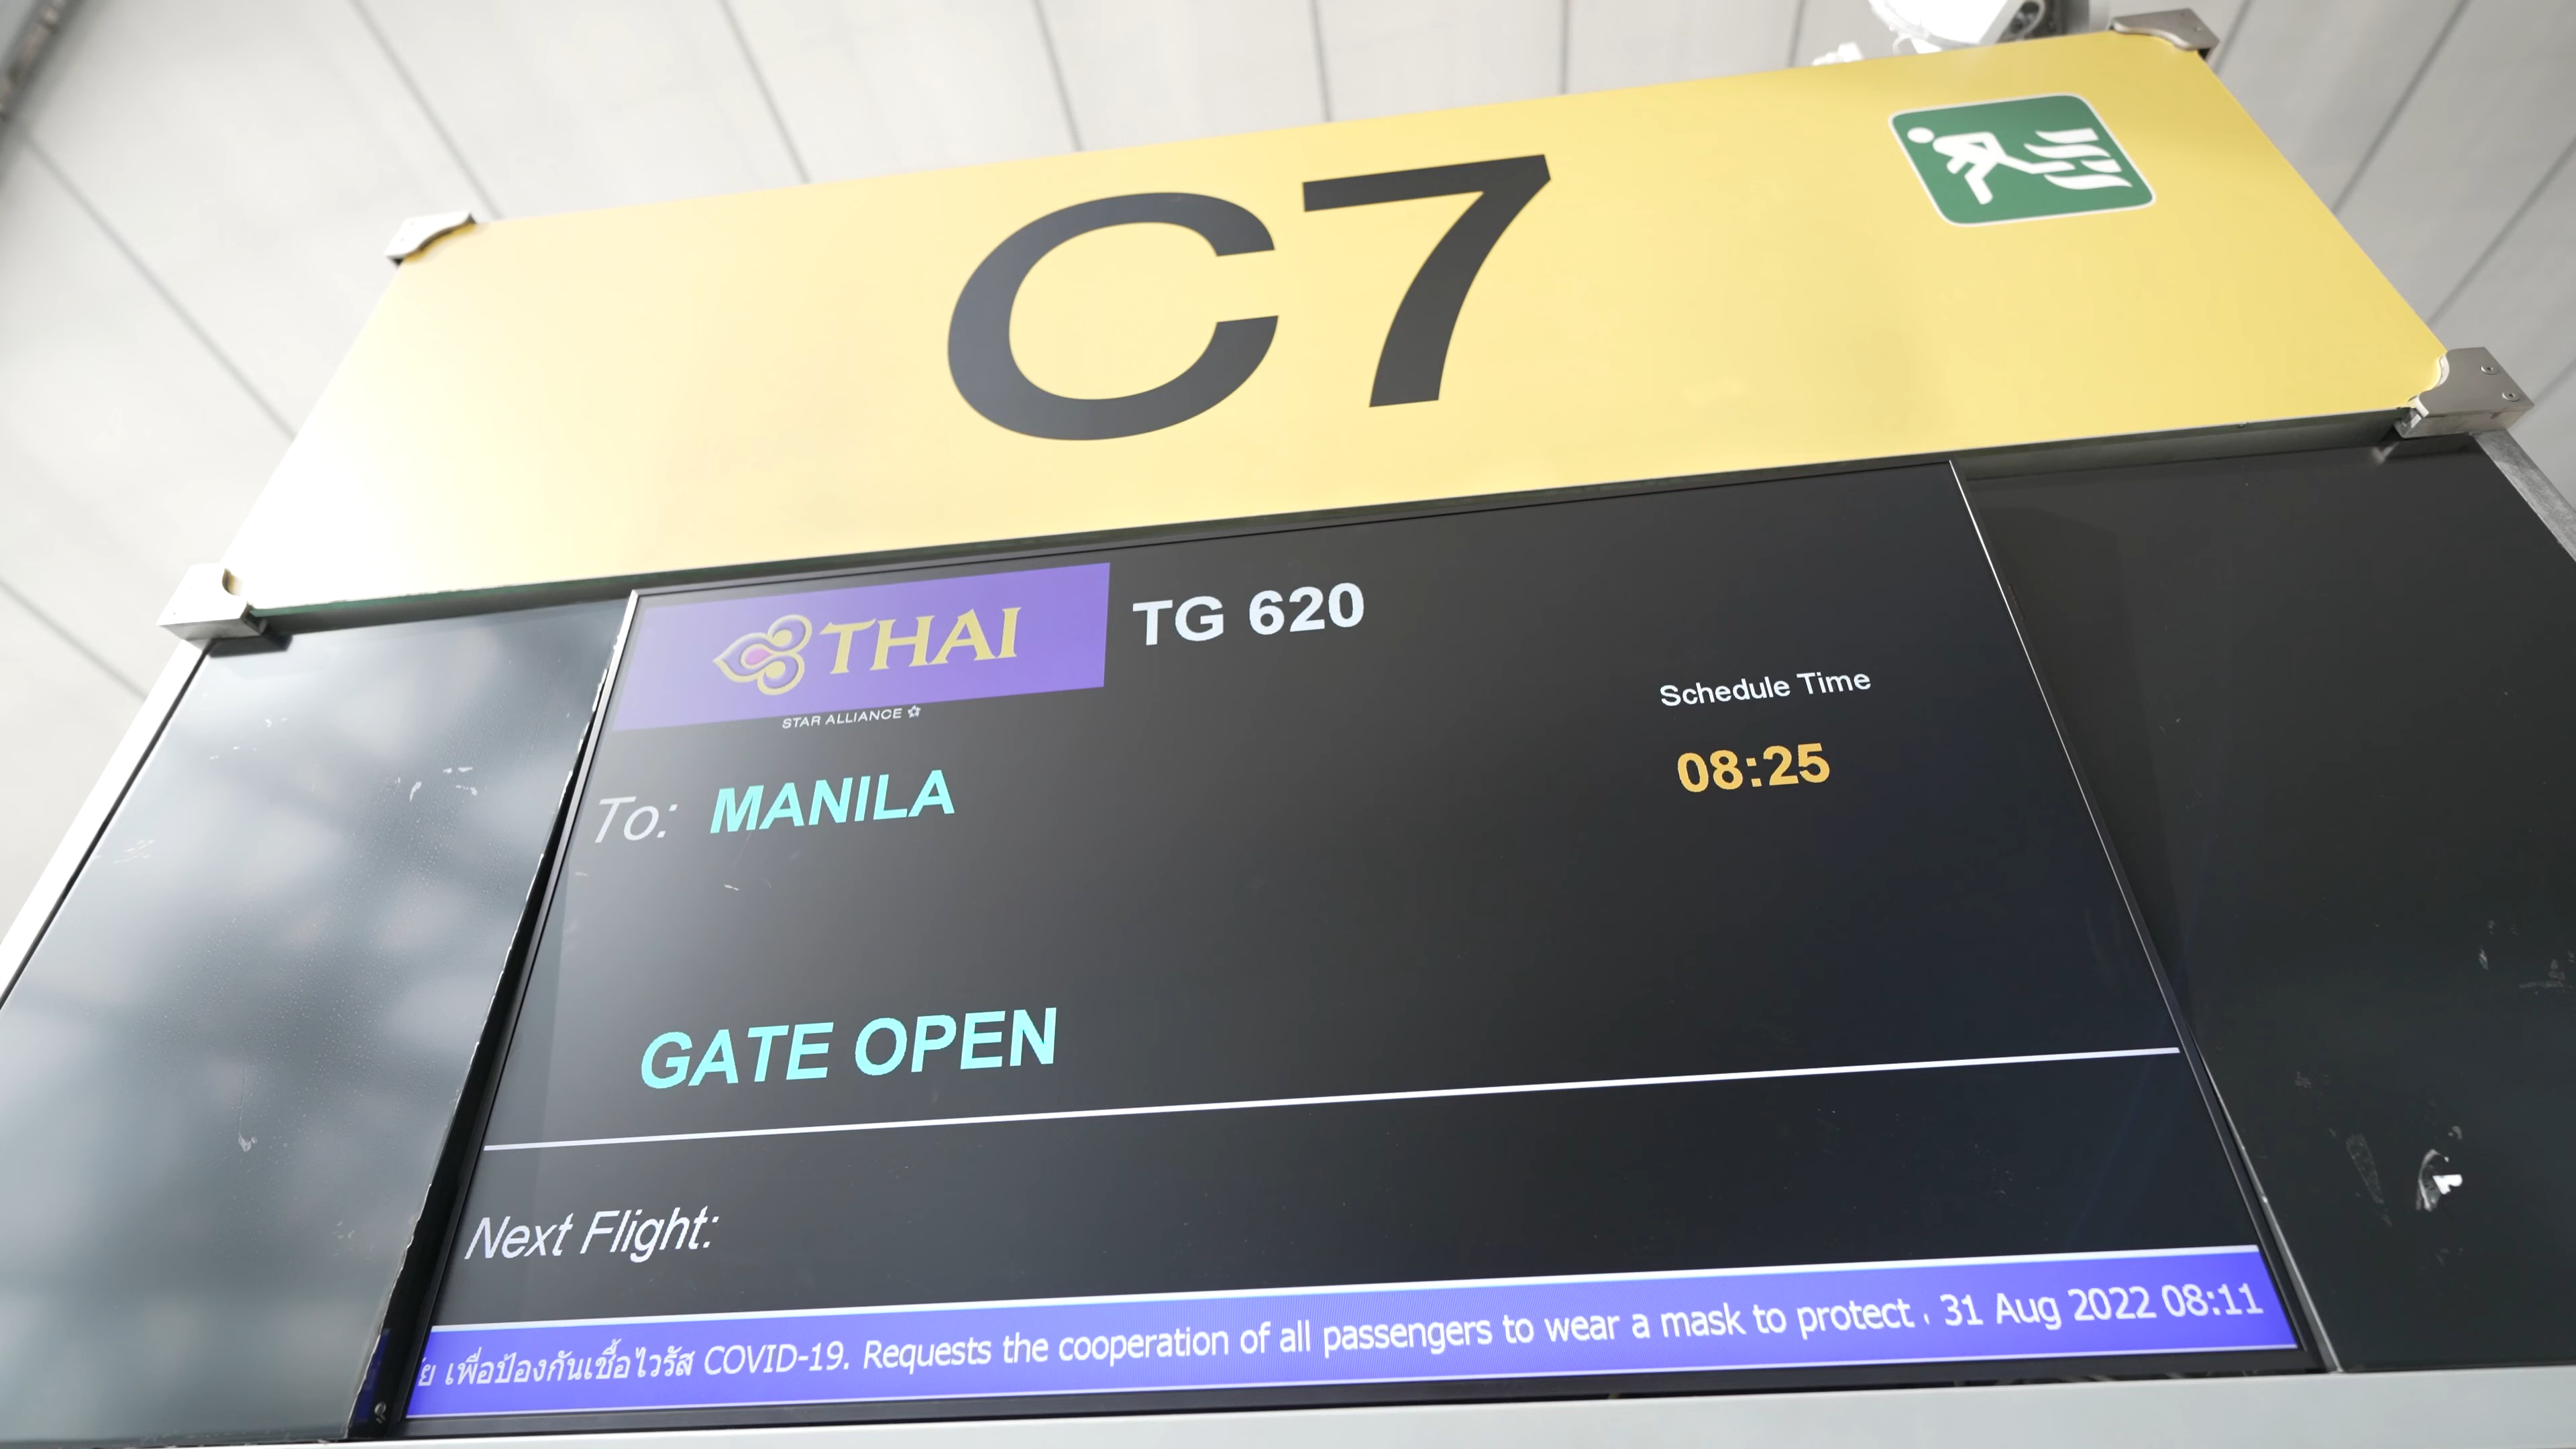 C7
THAI
TG 620
STAR ALLIANCE
Schedule Time
To: MANILA
08:25
GATE OPEN
Next Flight:
เพื่อป้องกันเชื้อไวรัส COVID-19. Requests the cooperation of all passengers to wear a mask to protect
31 Aug 2022 08:11